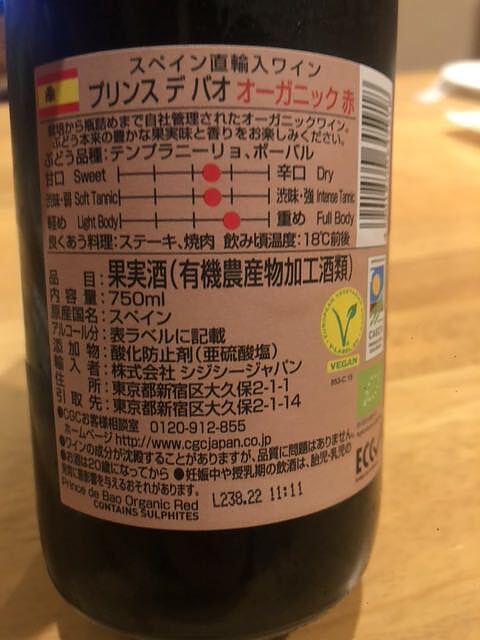 スペイン直輸入ワイン
プリンス デ バオ オーガニック 赤
栽培から瓶詰めまで自社管理されたオーガニックワイン。
ぶどう本来の豊かな果実味と香りをお楽しみください。
ぶどう品種:テンプラニーリョ、ボーバル
甘口 Sweet 辛口 Dry
渋味・弱 Soft Tannic 渋味・強 Intense Tannic
軽め Light Body 重め Full Body
良くあう料理:ステーキ、焼肉 飲み頃温度:18℃前後
品目:果実酒(有機農産物加工酒類)
内容量:750ml
原産国名:スペイン
アルコール分:表ラベルに記載
添加物:酸化防止剤(亜硫酸塩)
輸入者:株式会社 シジシージャパン
住所:東京都新宿区大久保2-1-1
引取先:東京都新宿区大久保2-1-14
●CGCお客様相談室 0120-912-855
ホームページ http://www.cgcjapan.co.jp
●ワインの成分が沈殿することがありますが、品質に問題はありません。
●お酒は20歳になってから ●妊娠中や授乳期の飲酒は、胎児・乳児の
発育に悪影響を与えるおそれがあります。
Prince de Bao Organic Red
CONTAINS SULPHITES
L238.22 11:11
V-LABEL.EU
VEGAN